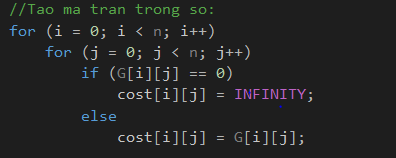 //Tao ma tran trong so:
for (i = 0; i < n; i++)
for (j = 0; j < n; j++)
if (G[i][j] == 0)
cost[i][j] = INFINITY;
else
cost[i][j] = G[i][j];